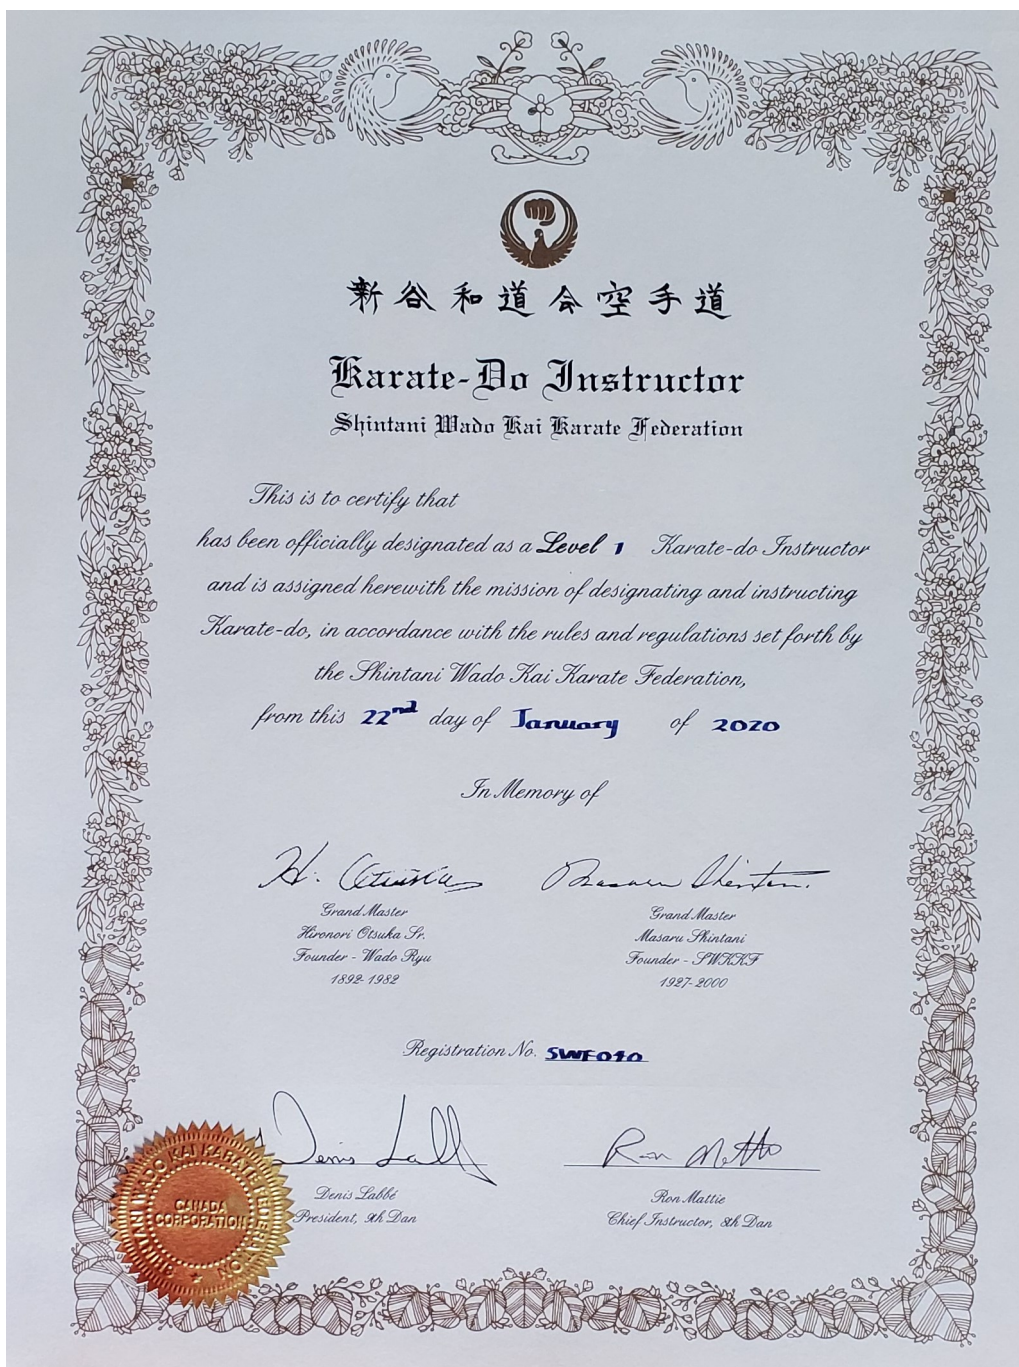 新谷和道会空手道
Karate-Do Instructor
Shintani Wado Kai Karate Federation
This is to certify that
has been officially designated as a Level 1 Karate-do Instructor
and is assigned herewith the mission of designating and instructing
Karate-do, in accordance with the rules and regulations set forth by
the Shintani Wado Kai Karate Federation,
from this 22nd day of January of 2020
In Memory of
H. Otsuka
Masaru Shintani
Grand Master
Hironori Otsuka Sr.
Founder - Wado Ryu
1892-1982
Grand Master
Masaru Shintani
Founder - SWKKF
1927-2000
Registration No. SWF010
Denis Labbé
President, 9th Dan
Ron Mattie
Chief Instructor, 8th Dan
SHINTANI WADO KAI KARATE FEDERATION
CANADA
CORPORATION